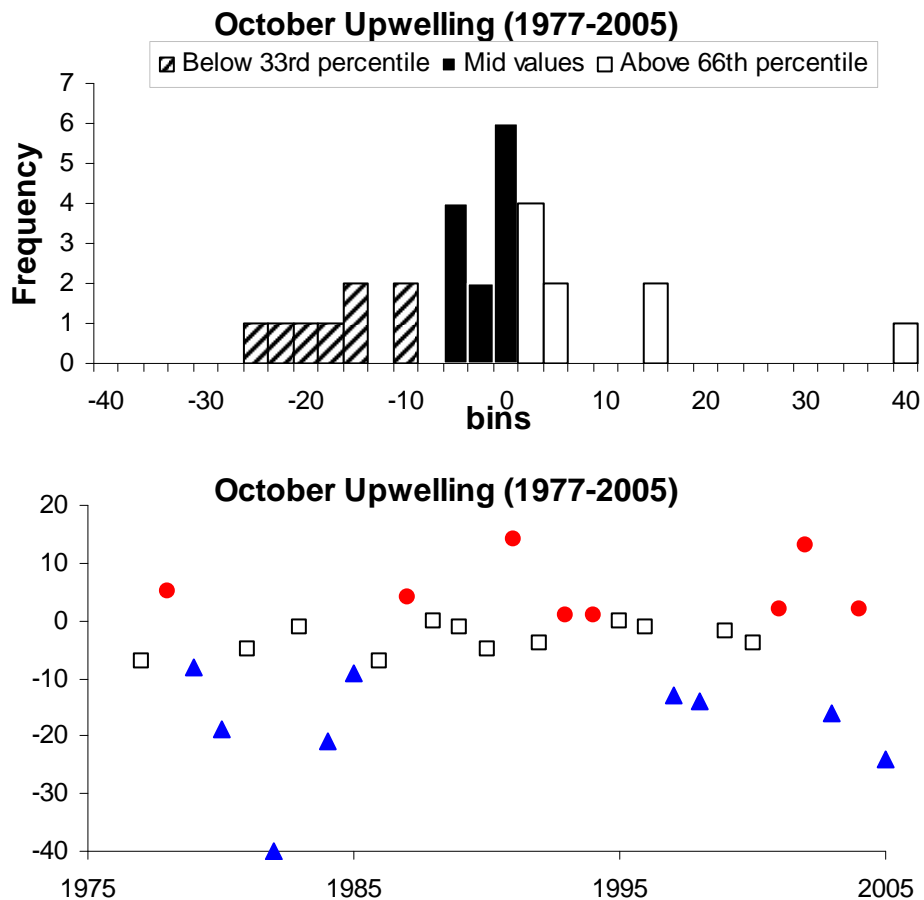 October Upwelling (1977-2005)
Below 33rd percentile Mid values Above 66th percentile
7
6
5
4
3
2
1
0
Frequency
-40 -30 -20 -10 0 10 20 30 40
bins
October Upwelling (1977-2005)
20
10
0
-10
-20
-30
-40
1975 1985 1995 2005